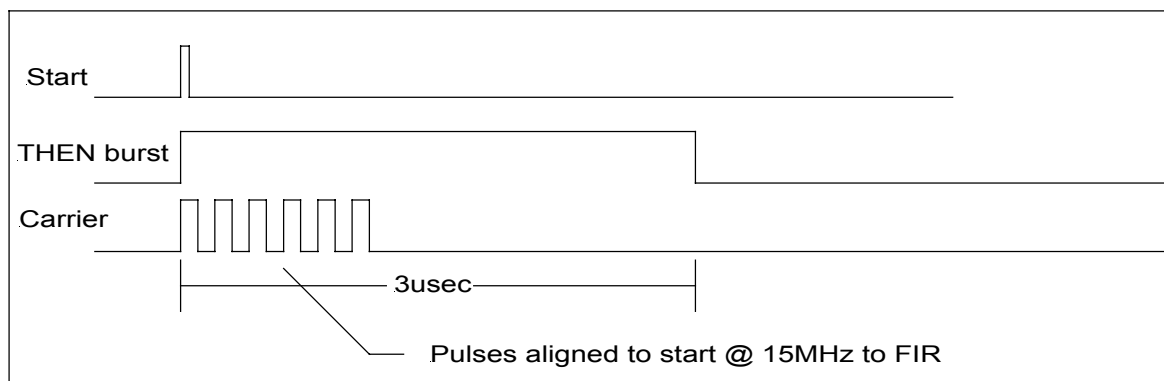 Start
THEN burst
Carrier
3usec
Pulses aligned to start @ 15MHz to FIR